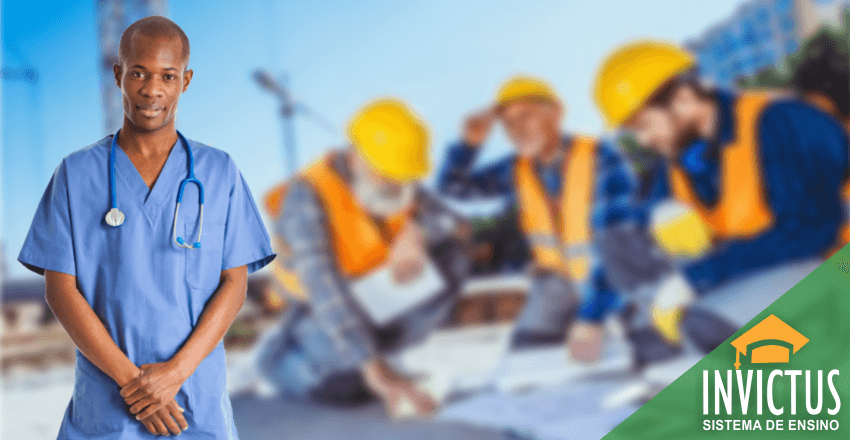 INVICTUS
SISTEMA DE ENSINO